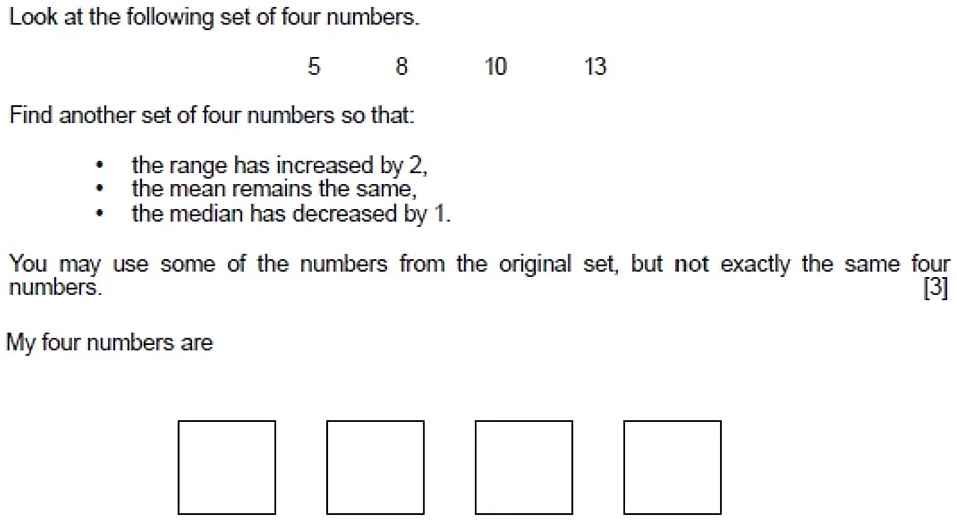 Look at the following set of four numbers.
5 8 10 13
Find another set of four numbers so that:
• the range has increased by 2,
• the mean remains the same,
• the median has decreased by 1.
You may use some of the numbers from the original set, but not exactly the same four
numbers. [3]
My four numbers are